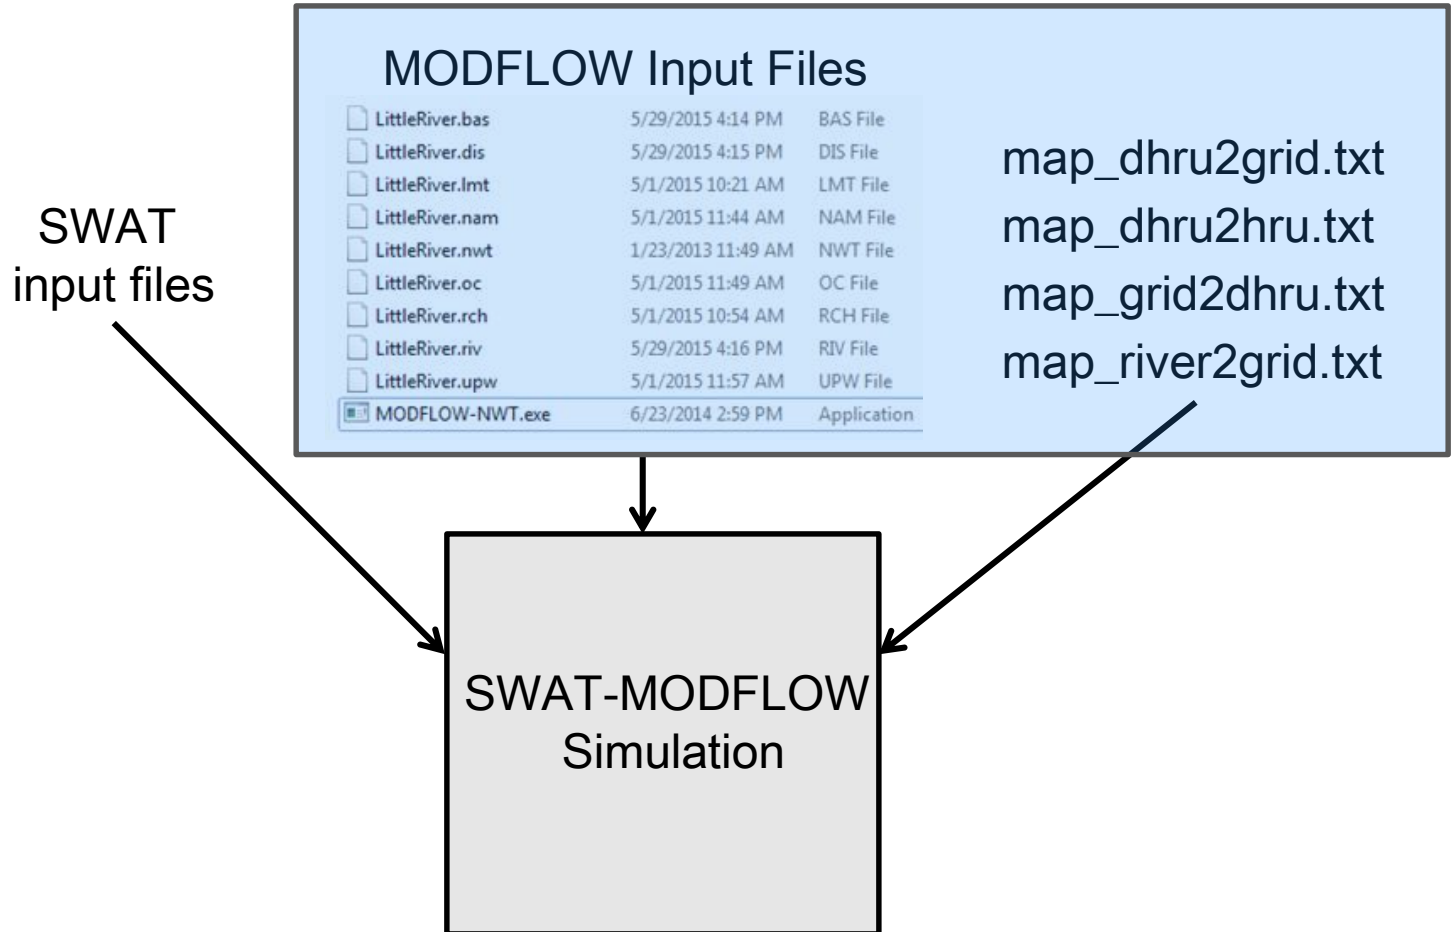 MODFLOW Input Files
LittleRiver.bas 5/29/2015 4:14 PM BAS File
LittleRiver.dis 5/29/2015 4:15 PM DIS File
LittleRiver.lmt 5/1/2015 10:21 AM LMT File
LittleRiver.nam 5/1/2015 11:44 AM NAM File
LittleRiver.nwt 1/23/2013 11:49 AM NWT File
LittleRiver.oc 5/1/2015 11:49 AM OC File
LittleRiver.rch 5/1/2015 10:54 AM RCH File
LittleRiver.riv 5/29/2015 4:16 PM RIV File
LittleRiver.upw 5/1/2015 11:57 AM UPW File
MODFLOW-NWT.exe 6/23/2014 2:59 PM Application
map_dhru2grid.txt
map_dhru2hru.txt
map_grid2dhru.txt
map_river2grid.txt
SWAT
input files
SWAT-MODFLOW
Simulation